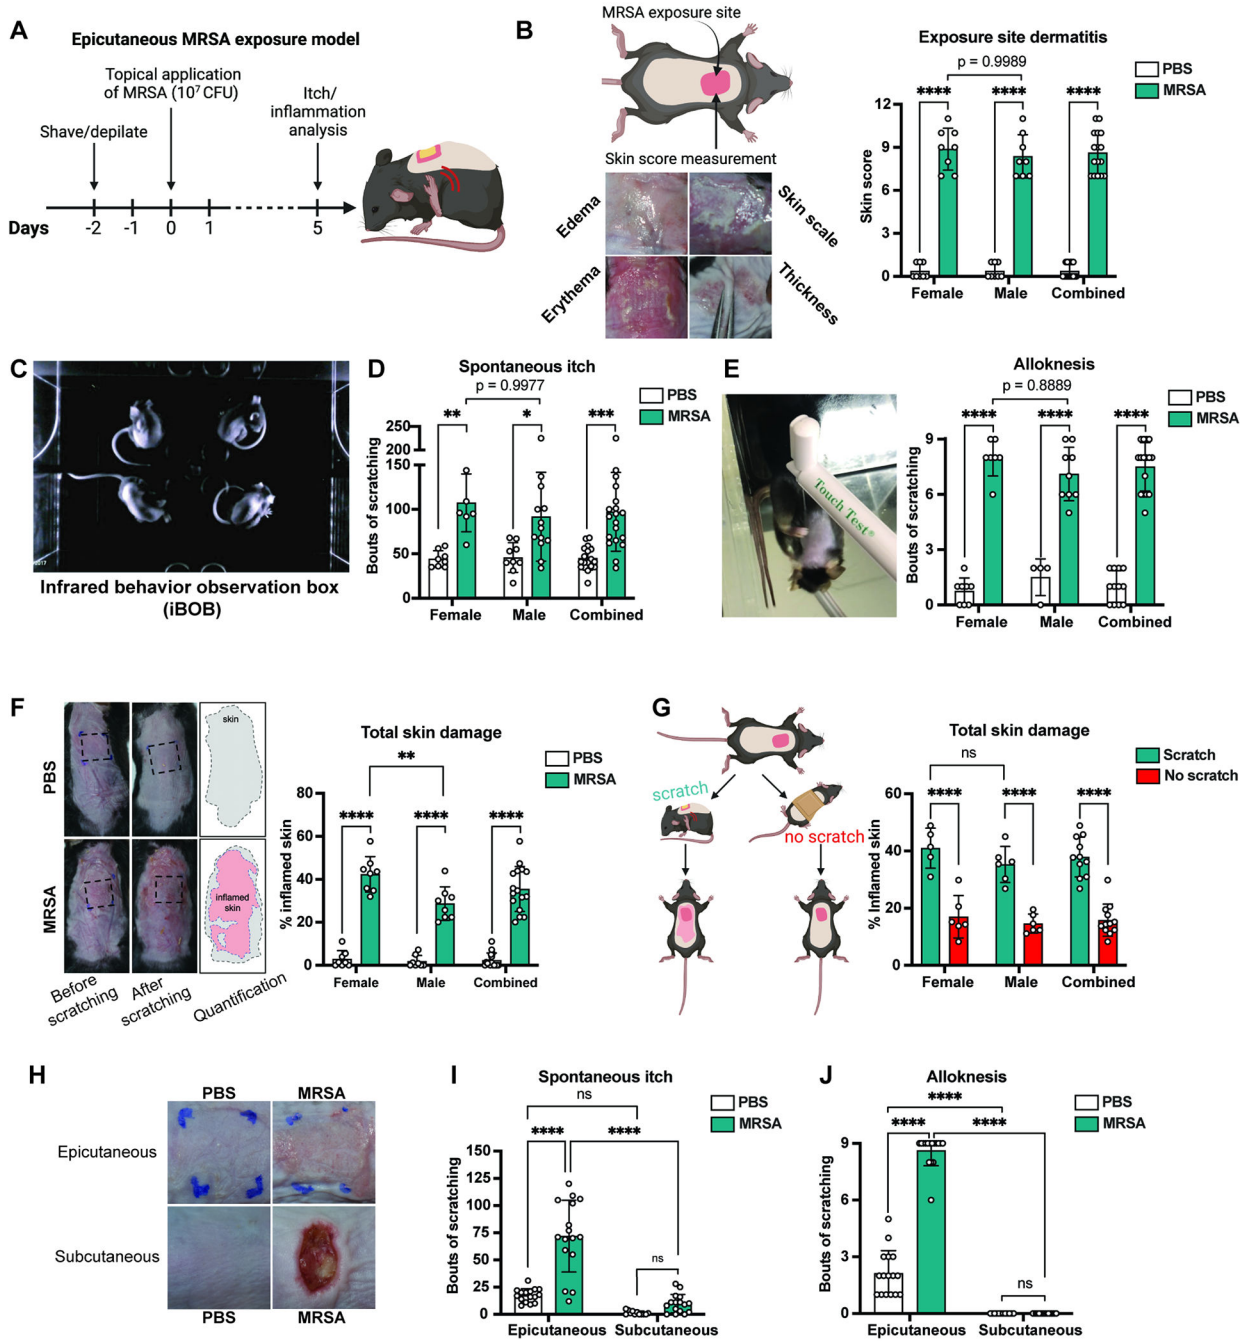 A
Epicutaneous MRSA exposure model
Topical application
of MRSA (10⁷ CFU)
Shave/depilate
Itch/
inflammation
analysis
Days
-2 -1 0 1 5
B
MRSA exposure site
Skin score measurement
Edema
Skin scale
Erythema
Thickness
Exposure site dermatitis
p = 0.9989
PBS
MRSA
**** **** ****
Skin score
12
9
6
3
0
Female Male Combined
C
Infrared behavior observation box
(iBOB)
D
Spontaneous itch
p = 0.9977
PBS
MRSA
** * ***
Bouts of scratching
250
200
150
100
50
0
Female Male Combined
E
Touch Test®
Alloknesis
p = 0.8889
PBS
MRSA
**** **** ****
Bouts of scratching
9
6
3
0
Female Male Combined
F
PBS
MRSA
skin
inflamed
skin
Before
scratching
After
scratching
Quantification
Total skin damage
PBS
MRSA
**
**** **** ****
% inflamed skin
80
60
40
20
0
Female Male Combined
G
scratch
no scratch
Total skin damage
Scratch
No scratch
ns
**** **** ****
% Inflamed skin
60
40
20
0
Female Male Combined
H
PBS MRSA
Epicutaneous
Subcutaneous
PBS MRSA
I
Spontaneous itch
PBS
MRSA
ns
**** ****
ns
Bouts of scratching
150
125
100
75
50
25
0
Epicutaneous Subcutaneous
J
Alloknesis
PBS
MRSA
****
**** ****
ns
Bouts of scratching
9
6
3
0
Epicutaneous Subcutaneous